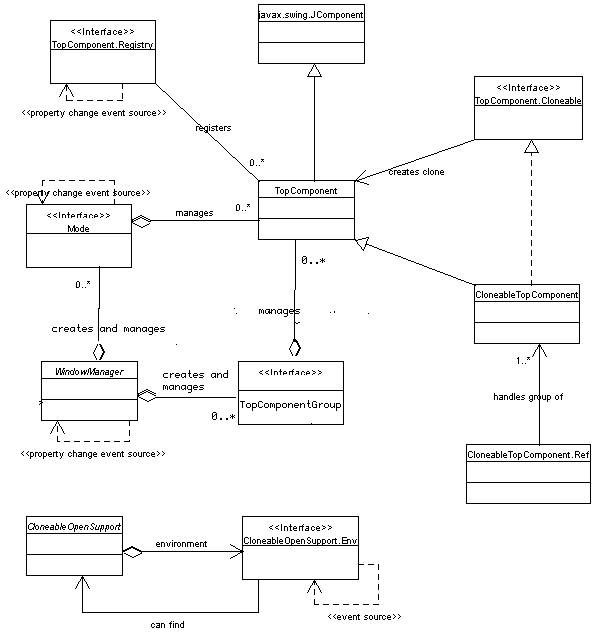 javax.swing.JComponent
<<Interface>>
TopComponent.Registry
<<property change event source>>
<<Interface>>
TopComponent.Cloneable
registers
0..*
creates clone
TopComponent
<<property change event source>>
<<Interface>>
Mode
manages
0..*
0..*
0..*
CloneableTopComponent
manages
creates and manages
1..*
WindowManager
creates and
manages
0..*
<<Interface>>
TopComponentGroup
handles group of
<<property change event source>>
CloneableTopComponent.Ref
CloneableOpenSupport
environment
<<Interface>>
CloneableOpenSupport.Env
can find
<<event source>>